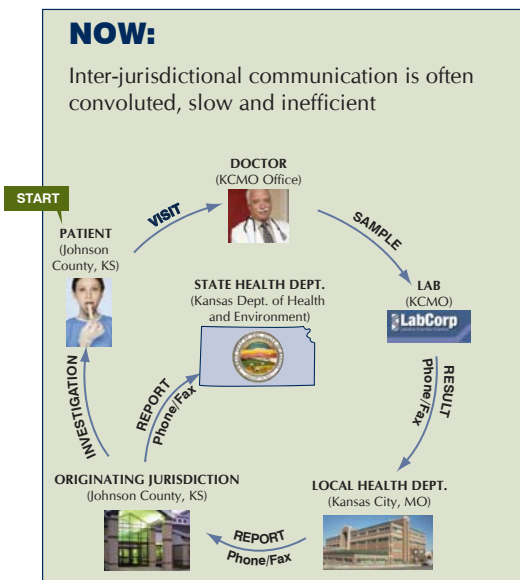 NOW:
Inter-jurisdictional communication is often
convoluted, slow and inefficient
START
PATIENT
(Johnson
County, KS)
VISIT
DOCTOR
(KCMO Office)
SAMPLE
LAB
(KCMO)
LabCorp
RESULT
Phone/Fax
LOCAL HEALTH DEPT.
(Kansas City, MO)
REPORT
Phone/Fax
ORIGINATING JURISDICTION
(Johnson County, KS)
INVESTIGATION
REPORT
Phone/Fax
STATE HEALTH DEPT.
(Kansas Dept. of Health
and Environment)